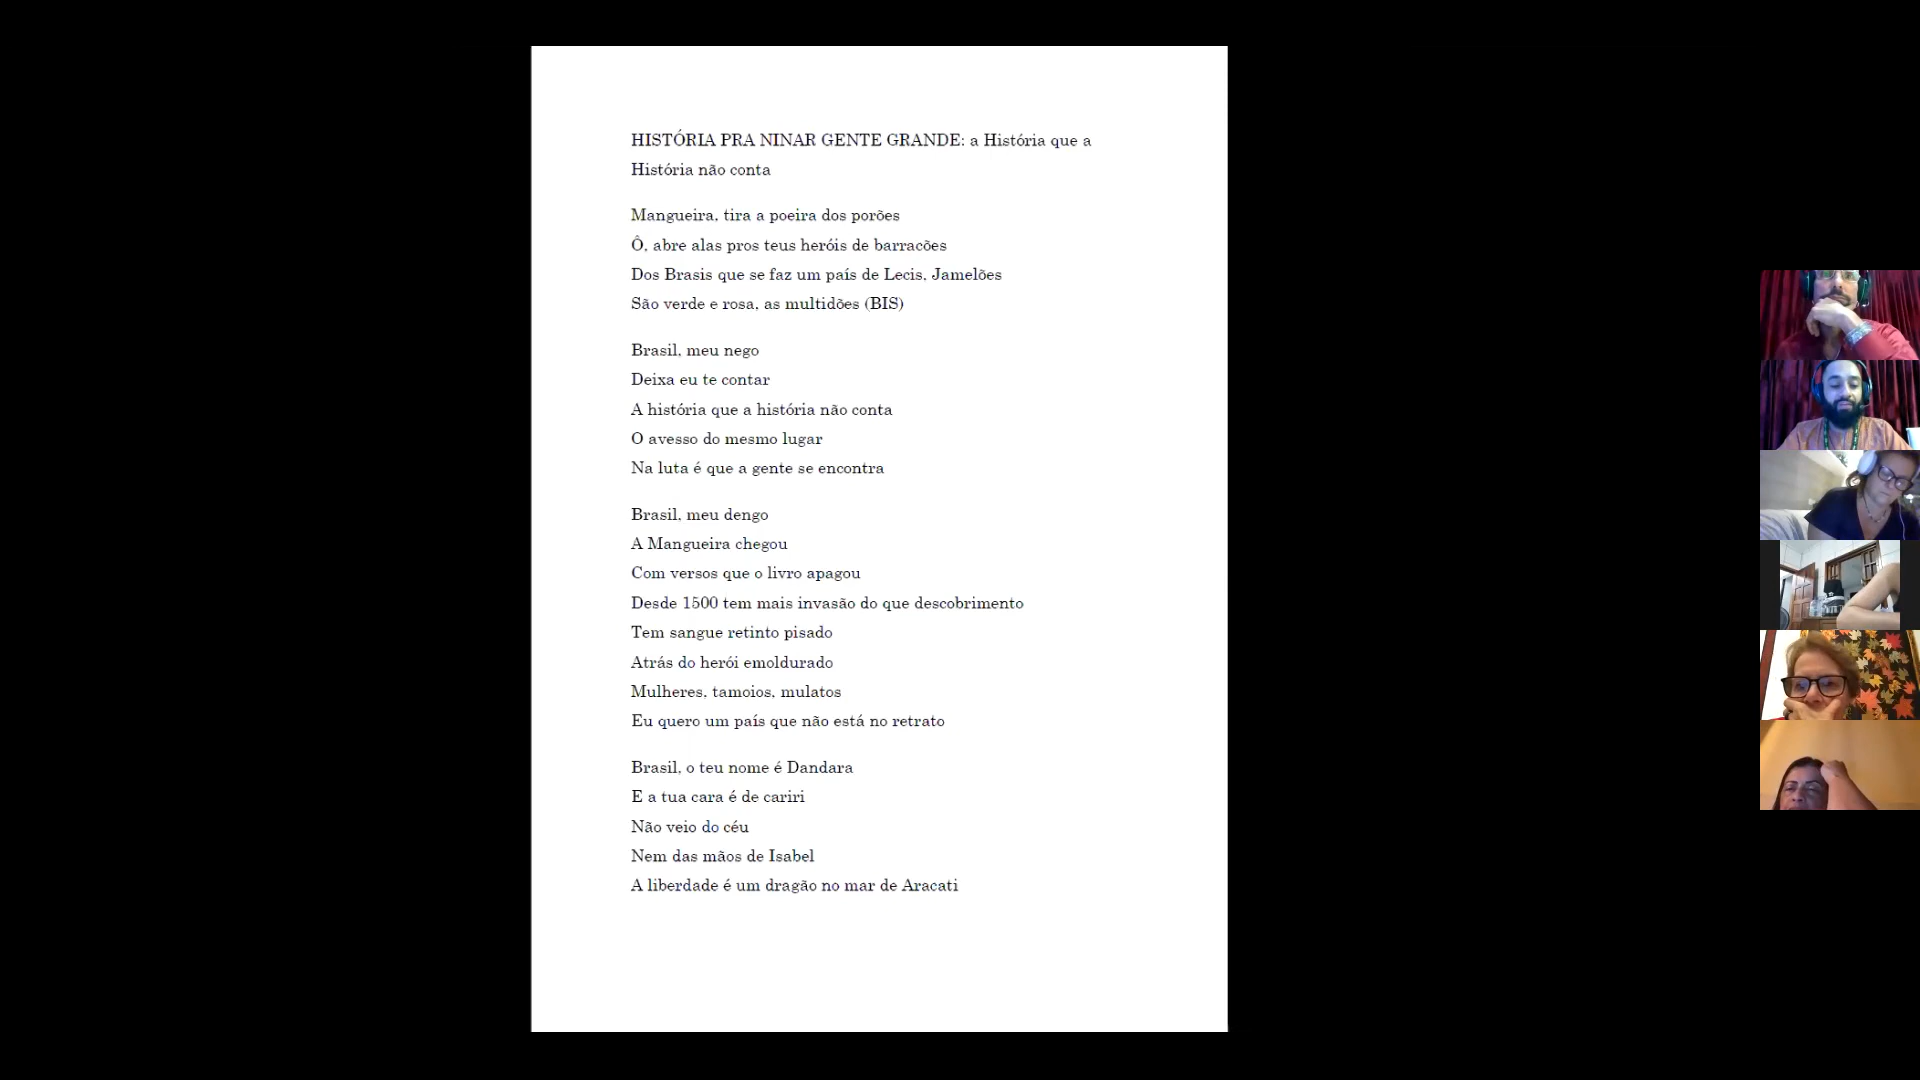 HISTÓRIA PRA NINAR GENTE GRANDE: a História que a
História não conta
Mangueira, tira a poeira dos porões
Ô, abre alas pros teus heróis de barracões
Dos Brasis que se faz um país de Lecis, Jamelões
São verde e rosa, as multidões (BIS)
Brasil, meu nego
Deixa eu te contar
A história que a história não conta
O avesso do mesmo lugar
Na luta é que a gente se encontra
Brasil, meu dengo
A Mangueira chegou
Com versos que o livro apagou
Desde 1500 tem mais invasão do que descobrimento
Tem sangue retinto pisado
Atrás do herói emoldurado
Mulheres, tamoios, mulatos
Eu quero um país que não está no retrato
Brasil, o teu nome é Dandara
E a tua cara é de cariri
Não veio do céu
Nem das mãos de Isabel
A liberdade é um dragão no mar de Aracati